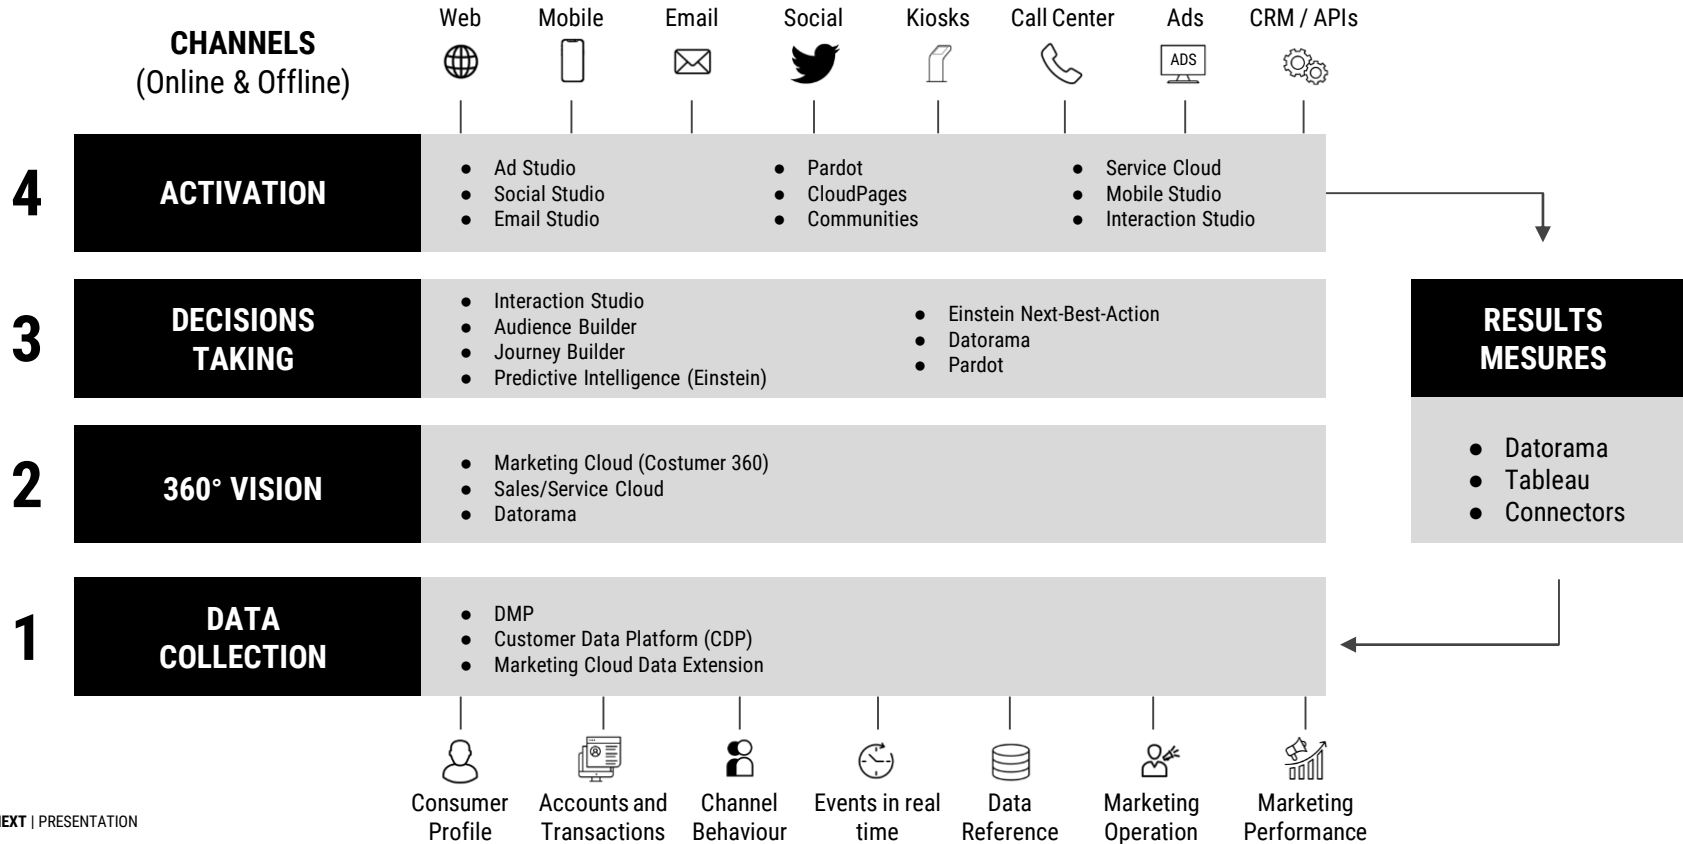 CHANNELS
(Online & Offline)
Web
Mobile
Email
Social
Kiosks
Call Center
Ads
CRM / APIs
ADS
4
ACTIVATION
● Ad Studio
● Social Studio
● Email Studio
● Pardot
● CloudPages
● Communities
● Service Cloud
● Mobile Studio
● Interaction Studio
3
DECISIONS
TAKING
● Interaction Studio
● Audience Builder
● Journey Builder
● Predictive Intelligence (Einstein)
● Einstein Next-Best-Action
● Datorama
● Pardot
RESULTS
MESURES
● Datorama
● Tableau
● Connectors
2
360° VISION
● Marketing Cloud (Costumer 360)
● Sales/Service Cloud
● Datorama
1
DATA
COLLECTION
● DMP
● Customer Data Platform (CDP)
● Marketing Cloud Data Extension
Consumer
Profile
Accounts and
Transactions
Channel
Behaviour
Events in real
time
Data
Reference
Marketing
Operation
Marketing
Performance
| PRESENTATION